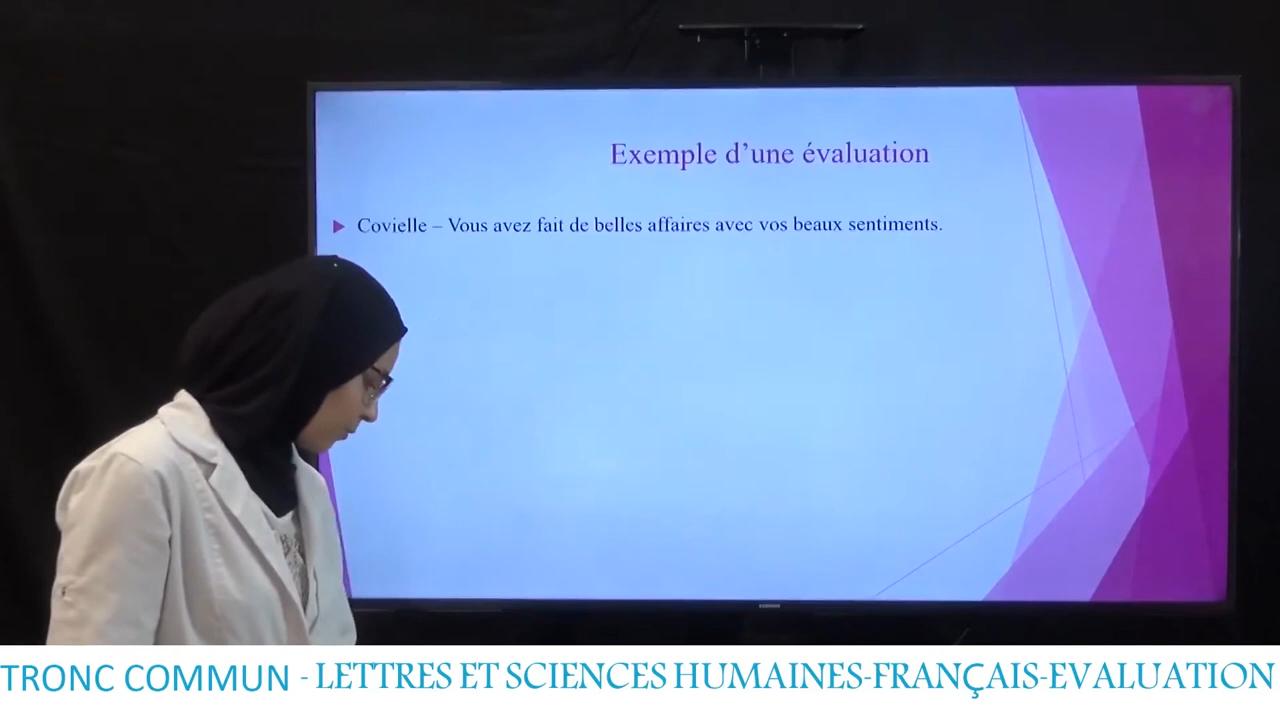 Exemple d’une évaluation
Covielle – Vous avez fait de belles affaires avec vos beaux sentiments.
TRONC COMMUN - LETTRES ET SCIENCES HUMAINES-FRANÇAIS-EVALUATION